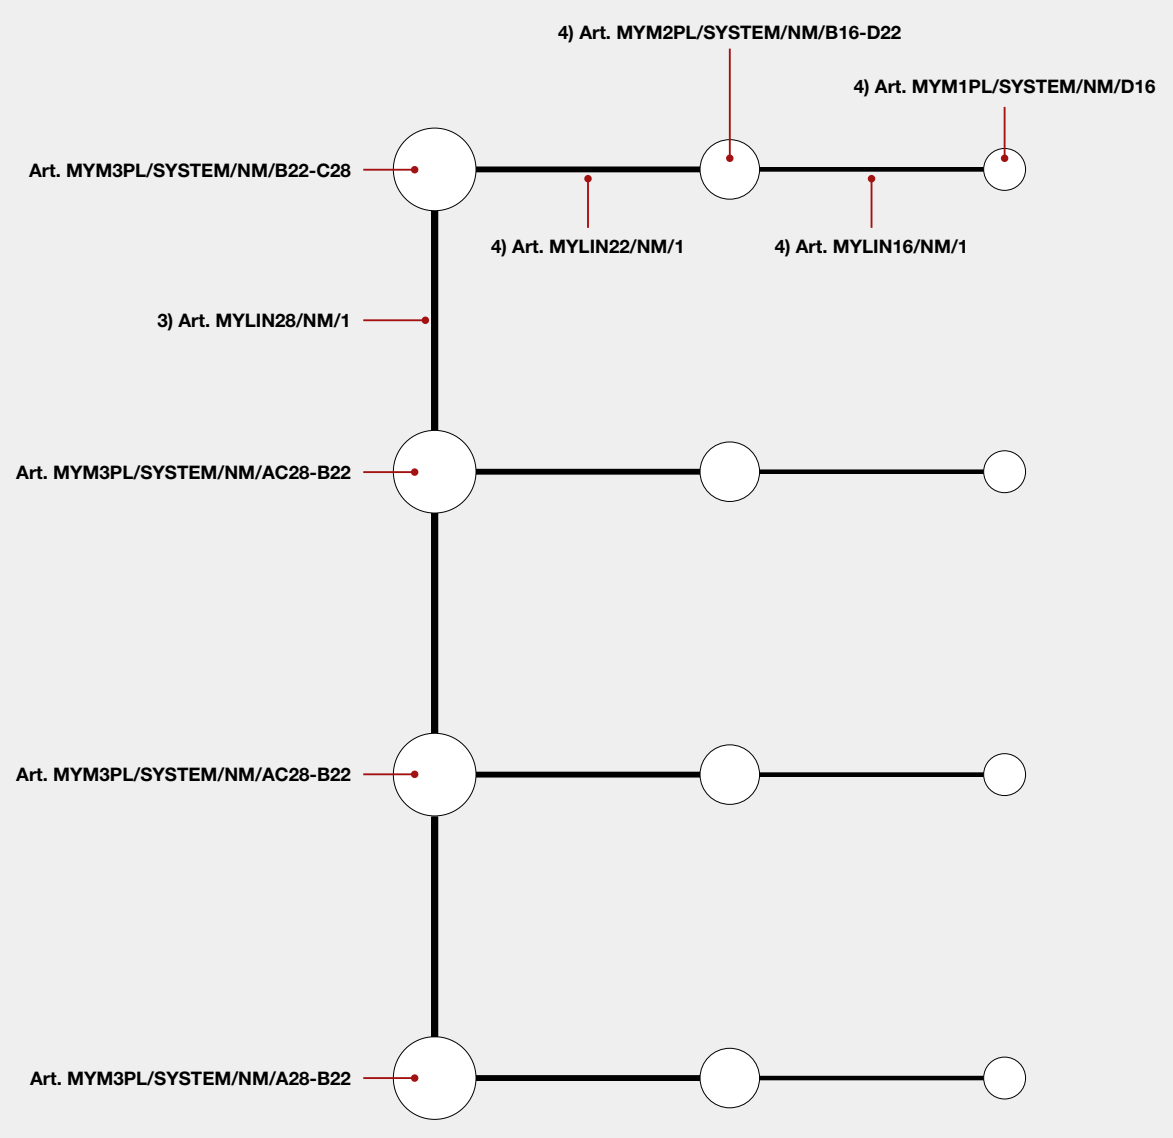 4) Art. MYM2PL/SYSTEM/NM/B16-D22
4) Art. MYM1PL/SYSTEM/NM/D16
Art. MYM3PL/SYSTEM/NM/B22-C28
4) Art. MYLIN22/NM/1
4) Art. MYLIN16/NM/1
3) Art. MYLIN28/NM/1
Art. MYM3PL/SYSTEM/NM/AC28-B22
Art. MYM3PL/SYSTEM/NM/AC28-B22
Art. MYM3PL/SYSTEM/NM/A28-B22